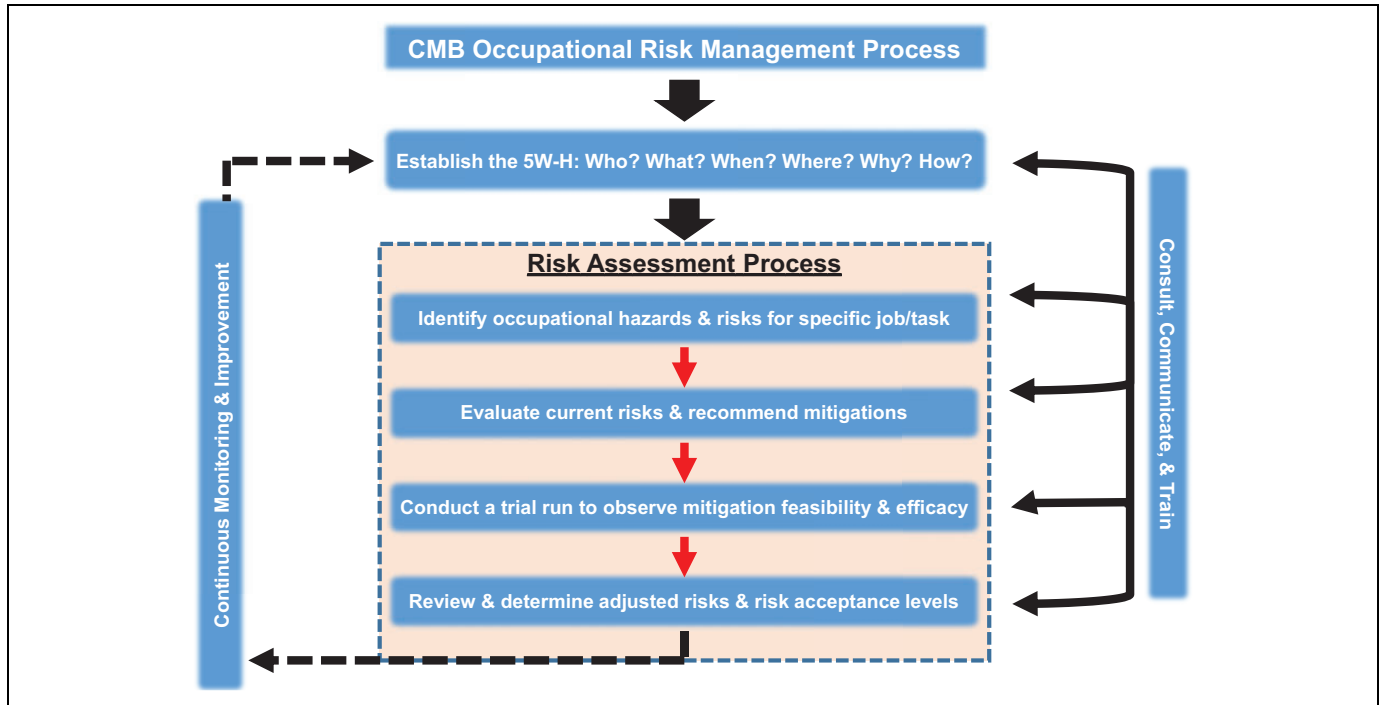 CMB Occupational Risk Management Process
Establish the 5W-H: Who? What? When? Where? Why? How?
Risk Assessment Process
Identify occupational hazards & risks for specific job/task
Evaluate current risks & recommend mitigations
Conduct a trial run to observe mitigation feasibility & efficacy
Review & determine adjusted risks & risk acceptance levels
Continuous Monitoring & Improvement
Consult, Communicate, & Train